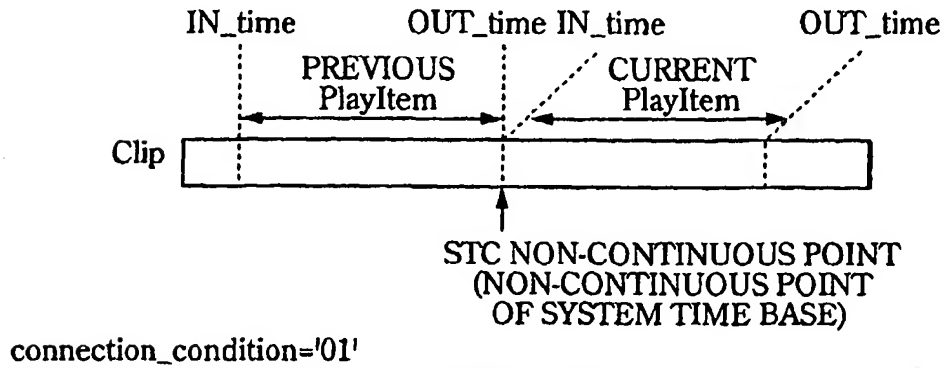 IN_time OUT_time IN_time OUT_time
PREVIOUS CURRENT
PlayItem PlayItem
Clip
STC NON-CONTINUOUS POINT
(NON-CONTINUOUS POINT
OF SYSTEM TIME BASE)
connection_condition='01'